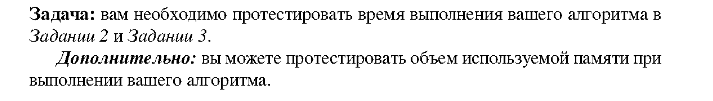 Задача: вам необходимо протестировать время выполнения вашего алгоритма в
Задании 2 и Задании 3.
Дополнительно: вы можете протестировать объем используемой памяти при
выполнении вашего алгоритма.